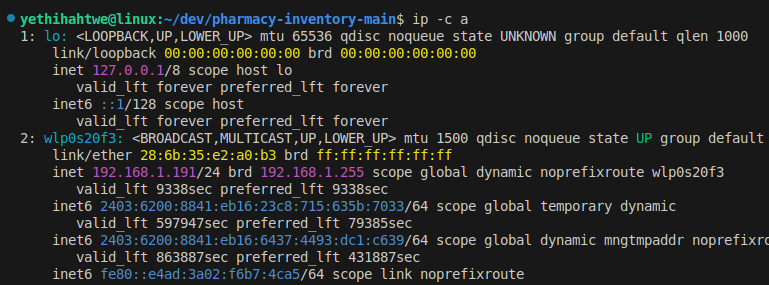 yethihahtwe@linux:~/dev/pharmacy-inventory-main$ ip -c a
1: lo: <LOOPBACK,UP,LOWER_UP> mtu 65536 qdisc noqueue state UNKNOWN group default qlen 1000
link/loopback 00:00:00:00:00:00 brd 00:00:00:00:00:00
inet 127.0.0.1/8 scope host lo
valid_lft forever preferred_lft forever
inet6 ::1/128 scope host
valid_lft forever preferred_lft forever
2: wlp0s20f3: <BROADCAST,MULTICAST,UP,LOWER_UP> mtu 1500 qdisc noqueue state UP group default
link/ether 28:6b:35:e2:a0:b3 brd ff:ff:ff:ff:ff:ff
inet 192.168.1.191/24 brd 192.168.1.255 scope global dynamic noprefixroute wlp0s20f3
valid_lft 9338sec preferred_lft 9338sec
inet6 2403:6200:8841:eb16:23c8:715:635b:7033/64 scope global temporary dynamic
valid_lft 597947sec preferred_lft 79385sec
inet6 2403:6200:8841:eb16:6437:4493:dc1:c639/64 scope global dynamic mngtmpaddr noprefixro
valid_lft 863887sec preferred_lft 431887sec
inet6 fe80::e4ad:3a02:f6b7:4ca5/64 scope link noprefixroute